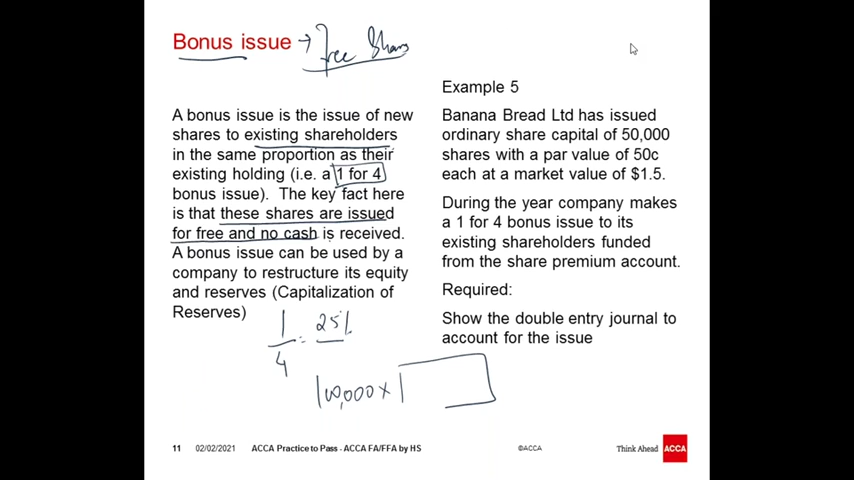 Bonus issue → Free Shares
A bonus issue is the issue of new
shares to existing shareholders
in the same proportion as their
existing holding (i.e. a 1 for 4
bonus issue). The key fact here
is that these shares are issued
for free and no cash is received.
A bonus issue can be used by a
company to restructure its equity
and reserves (Capitalization of
Reserves)
1/4 = 25%
100,000 × 1
Example 5
Banana Bread Ltd has issued
ordinary share capital of 50,000
shares with a par value of 50c
each at a market value of $1.5.
During the year company makes
a 1 for 4 bonus issue to its
existing shareholders funded
from the share premium account.
Required:
Show the double entry journal to
account for the issue
11 02/02/2021 ACCA Practice to Pass - ACCA FA/FFA by HS ©ACCA Think Ahead ACCA